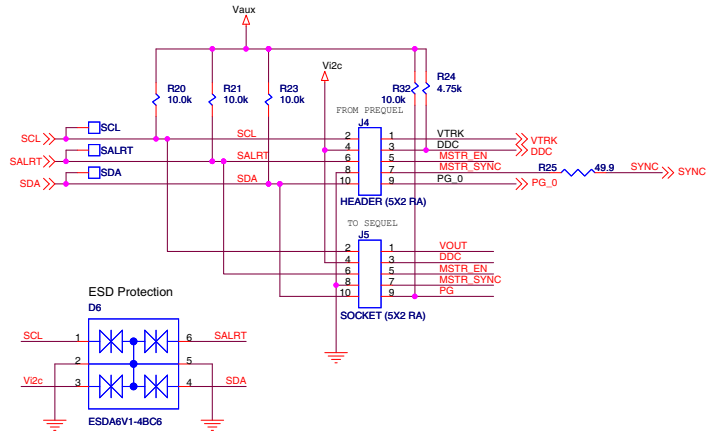 Vaux
Vi2c
R20
10.0k
R21
10.0k
R23
10.0k
R32
10.0k
R24
4.75k
FROM PREQUEL
J4
SCL
SCL
SCL
2
1
VTRK
VTRK
4
3
DDC
DDC
SALRT
SALRT
SALRT
6
5
MSTR_EN
8
7
MSTR_SYNC
R25
49.9
SYNC
SYNC
SDA
SDA
SDA
10
9
PG_0
PG_0
HEADER (5X2 RA)
TO SEQUEL
J5
2
1
VOUT
4
3
DDC
6
5
MSTR_EN
8
7
MSTR_SYNC
10
9
PG
SOCKET (5X2 RA)
ESD Protection
D6
SCL
1
6
SALRT
2
5
Vi2c
3
4
SDA
ESDA6V1-4BC6